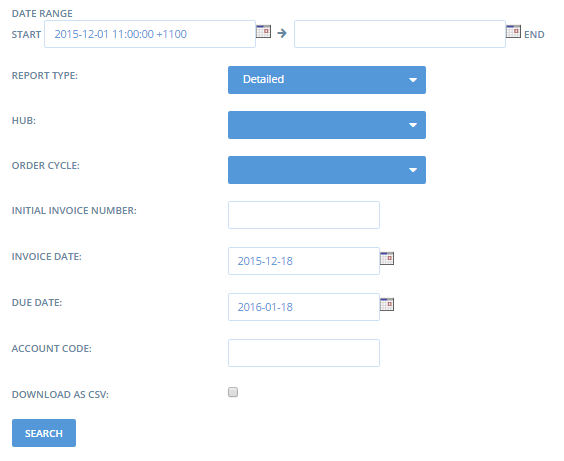 DATE RANGE
START 2015-12-01 11:00:00 +1100 → END
REPORT TYPE: Detailed
HUB:
ORDER CYCLE:
INITIAL INVOICE NUMBER:
INVOICE DATE: 2015-12-18
DUE DATE: 2016-01-18
ACCOUNT CODE:
DOWNLOAD AS CSV:
SEARCH